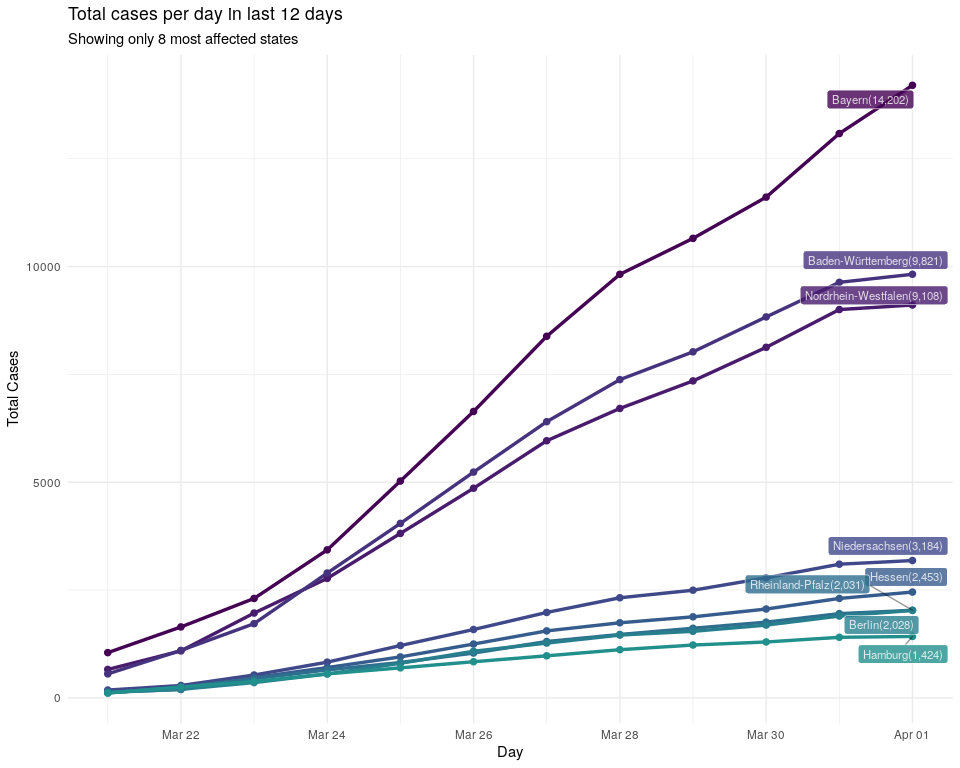 Total cases per day in last 12 days
Showing only 8 most affected states
Bayern(14,202)
10000
Baden-Württemberg(9,821)
Nordrhein-Westfalen(9,108)
Total Cases
5000
Niedersachsen(3,184)
Hessen(2,453)
Rheinland-Pfalz(2,031)
Berlin(2,028)
Hamburg(1,424)
0
Mar 22
Mar 24
Mar 26
Mar 28
Mar 30
Apr 01
Day